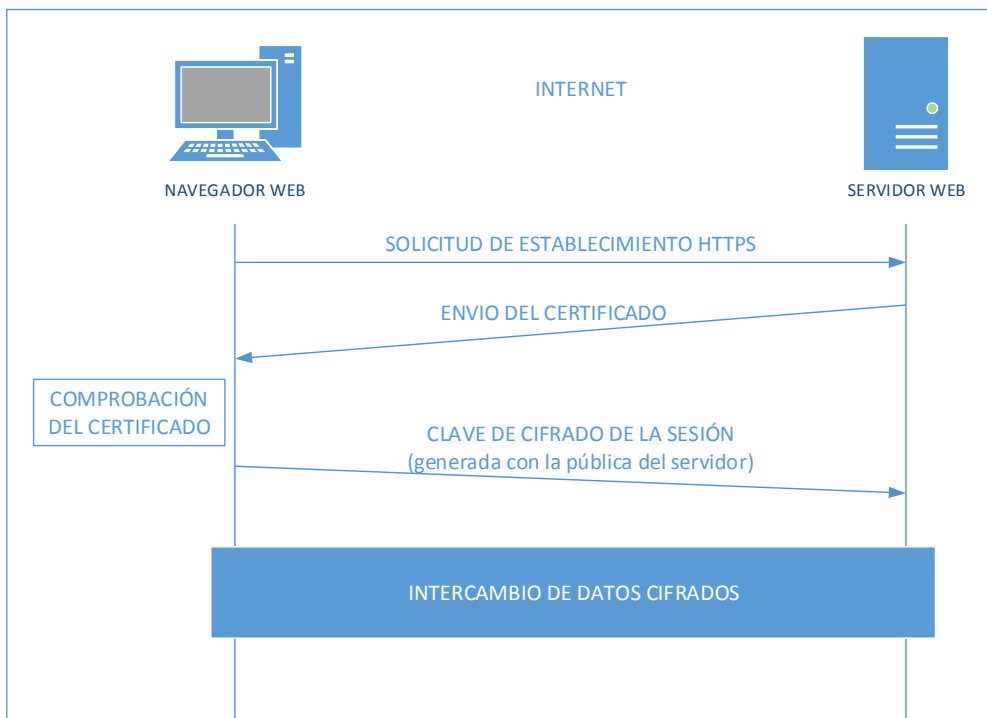 INTERNET
NAVEGADOR WEB
SERVIDOR WEB
SOLICITUD DE ESTABLECIMIENTO HTTPS
ENVIO DEL CERTIFICADO
COMPROBACIÓN
DEL CERTIFICADO
CLAVE DE CIFRADO DE LA SESIÓN
(generada con la pública del servidor)
INTERCAMBIO DE DATOS CIFRADOS